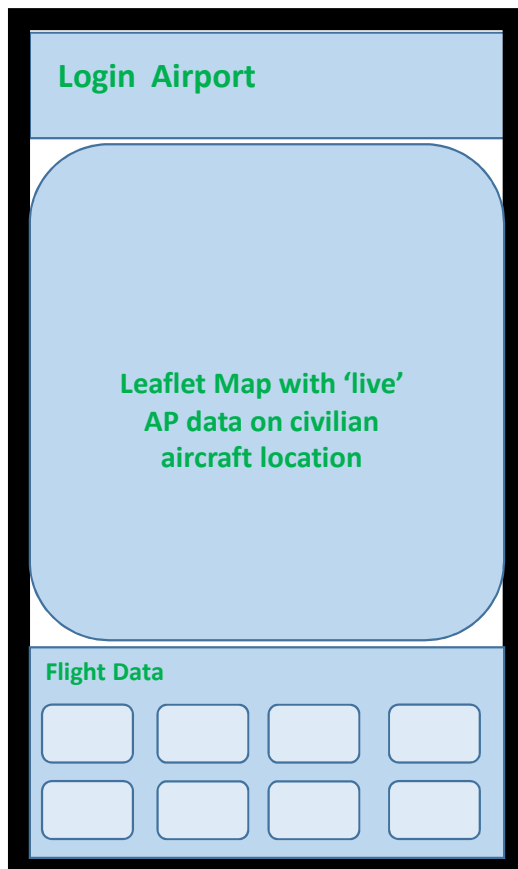 Login  Airport
Leaflet Map with ‘live’
AP data on civilian
aircraft location
Flight Data